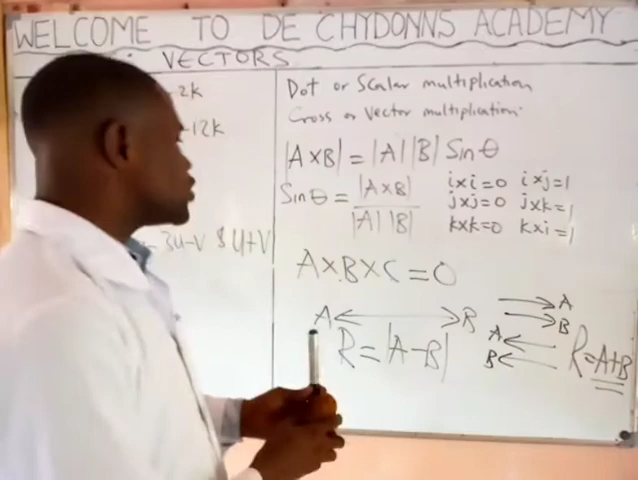 WELCOME TO DE CHYDONNS ACADEMY
VECTORS
2k
12k
3U-V & U+V
Dot or Scalar multiplication
Cross or Vector multiplication
|A×B| = |A| |B| Sinθ
Sinθ = |A×B|
|A| |B|
i×i=0 i×j=1
j×j=0 j×k=1
k×k=0 k×i=1
A×B×C=0
A B
R=|A-B|
A
B
A
B
R=A+B